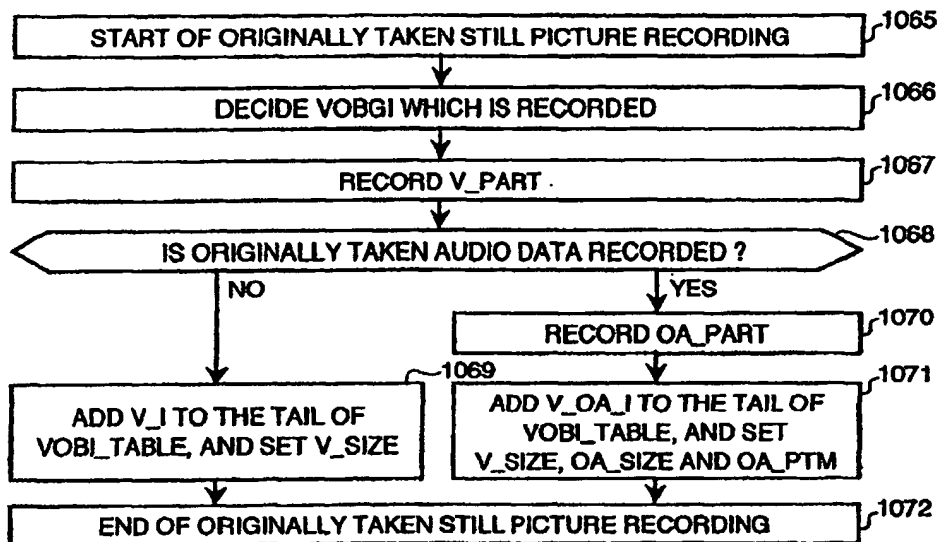 1065
START OF ORIGINALLY TAKEN STILL PICTURE RECORDING
1066
DECIDE VOBGI WHICH IS RECORDED
1067
RECORD V_PART
1068
IS ORIGINALLY TAKEN AUDIO DATA RECORDED ?
NO
YES
1070
RECORD OA_PART
1069
ADD V_I TO THE TAIL OF
VOBI_TABLE, AND SET V_SIZE
1071
ADD V_OA_I TO THE TAIL OF
VOBI_TABLE, AND SET
V_SIZE, OA_SIZE AND OA_PTM
1072
END OF ORIGINALLY TAKEN STILL PICTURE RECORDING